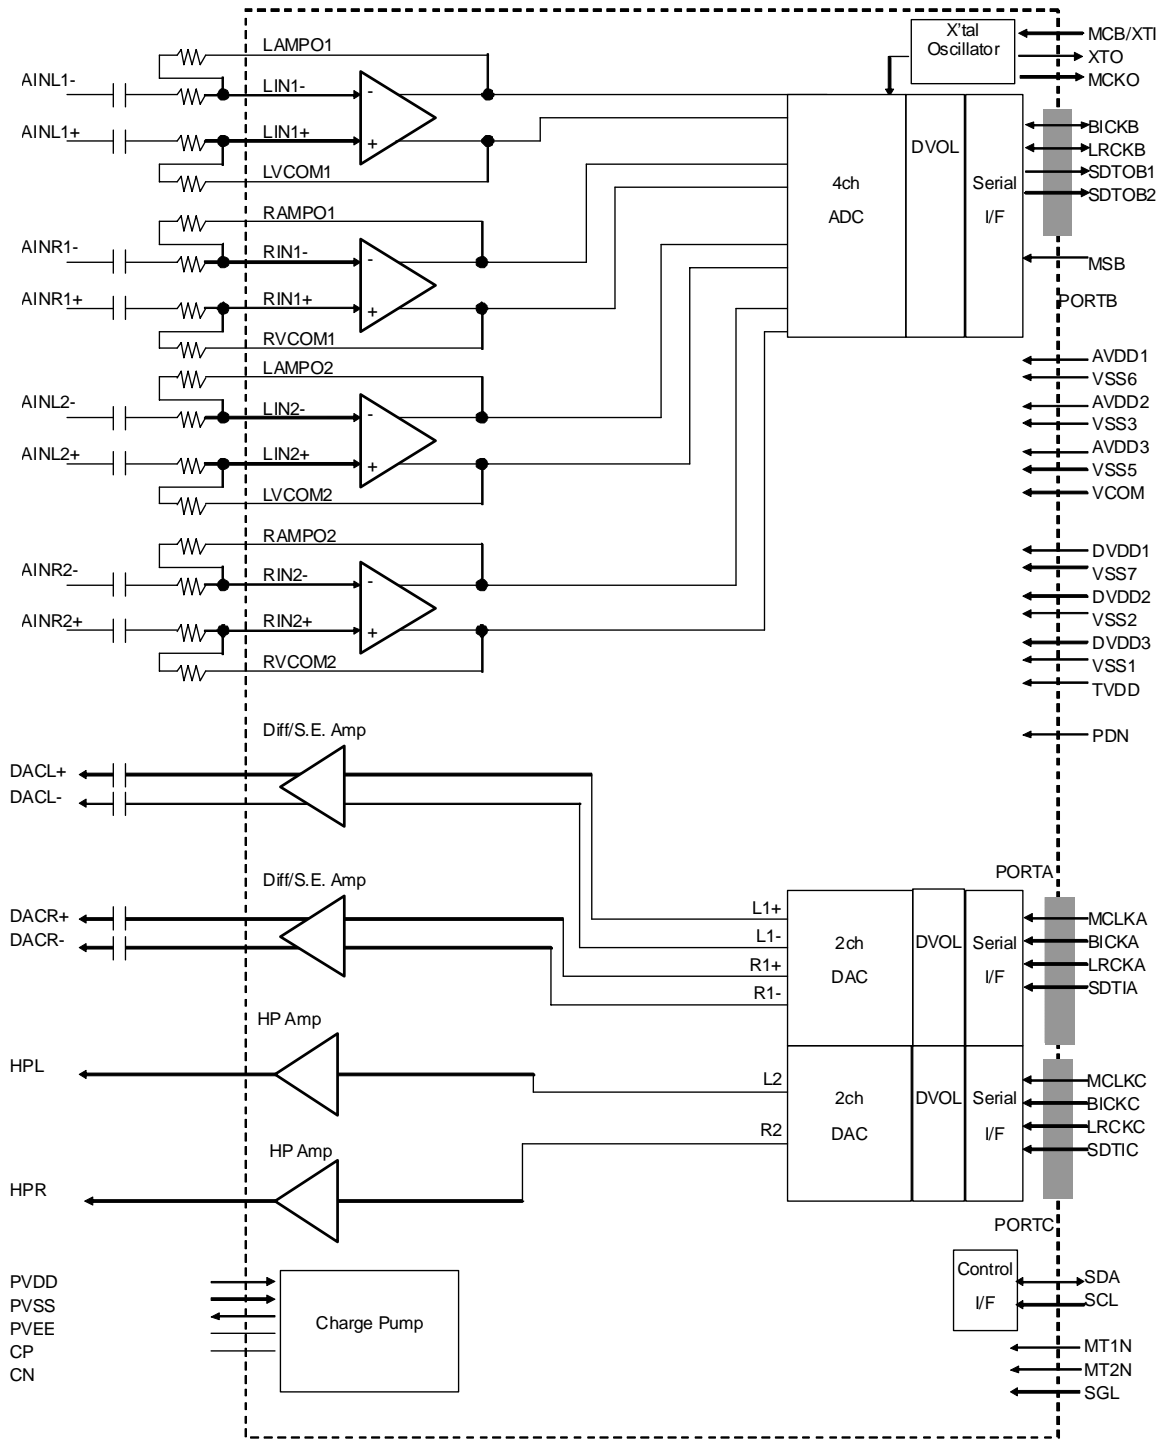 X'tal
Oscillator
MCB/XTI
XTO
MCKO
LAMPO1
AINL1-
LIN1-
-
AINL1+
LIN1+
+
LVCOM1
RAMPO1
AINR1-
RIN1-
-
AINR1+
RIN1+
+
RVCOM1
LAMPO2
AINL2-
LIN2-
-
AINL2+
LIN2+
+
LVCOM2
RAMPO2
AINR2-
RIN2-
-
AINR2+
RIN2+
+
RVCOM2
4ch
ADC
DVOL
Serial
I/F
BICKB
LRCKB
SDTOB1
SDTOB2
MSB
PORTB
AVDD1
VSS6
AVDD2
VSS3
AVDD3
VSS5
VCOM
DVDD1
VSS7
DVDD2
VSS2
DVDD3
VSS1
TVDD
PDN
Diff/S.E. Amp
DACL+
DACL-
Diff/S.E. Amp
DACR+
DACR-
HP Amp
HPL
HP Amp
HPR
L1+
L1-
R1+
R1-
L2
R2
2ch
DAC
DVOL
Serial
I/F
PORTA
MCLKA
BICKA
LRCKA
SDTIA
2ch
DAC
DVOL
Serial
I/F
MCLKC
BICKC
LRCKC
SDTIC
PORTC
PVDD
PVSS
PVEE
CP
CN
Charge Pump
Control
I/F
SDA
SCL
MT1N
MT2N
SGL